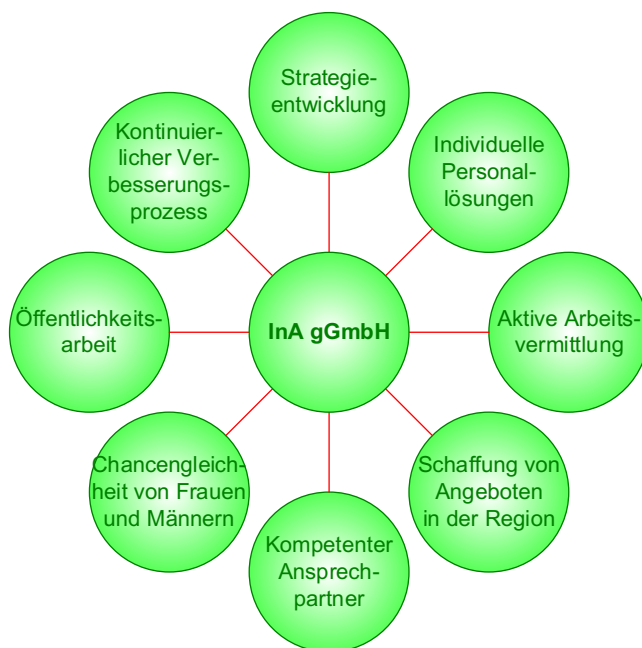 Strategie-
entwicklung
Kontinuier-
licher Ver-
besserungs-
prozess
Individuelle
Personal-
lösungen
Öffentlichkeits-
arbeit
InA gGmbH
Aktive Arbeits-
vermittlung
Chancengleich-
heit von Frauen
und Männern
Schaffung von
Angeboten
in der Region
Kompetenter
Ansprech-
partner